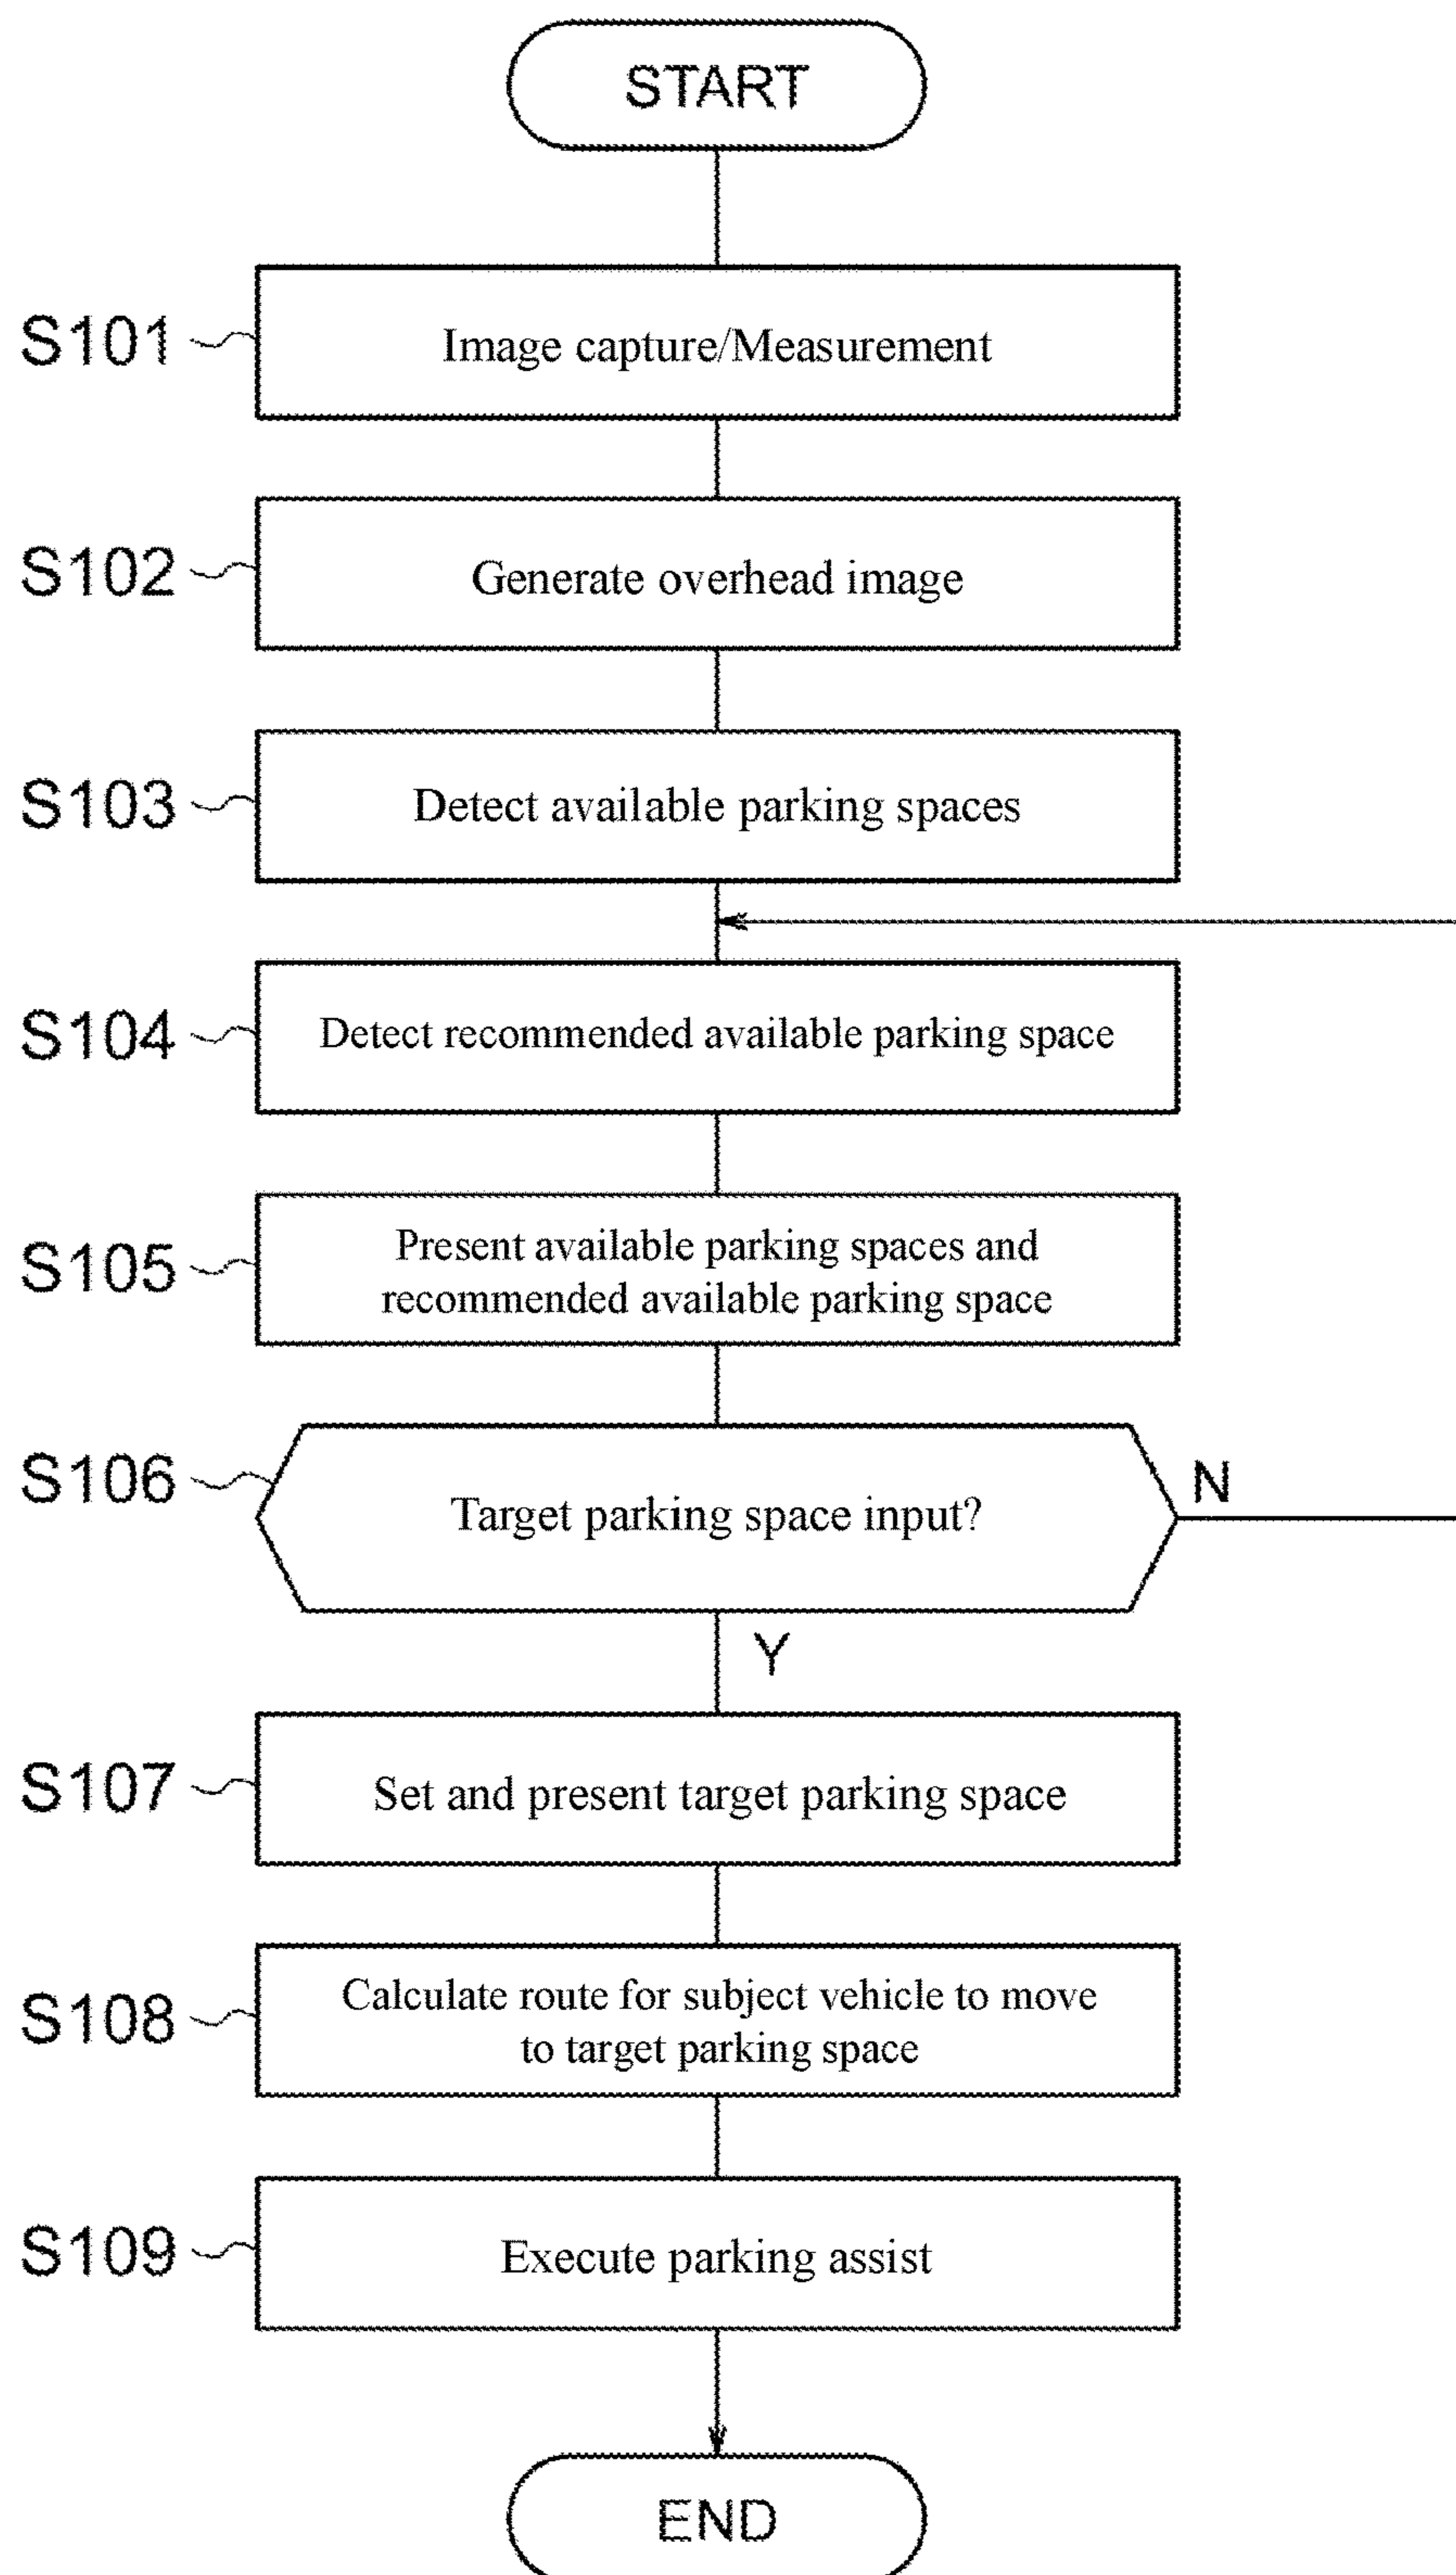 START
S101
Image capture/Measurement
S102
Generate overhead image
S103
Detect available parking spaces
S104
Detect recommended available parking space
S105
Present available parking spaces and
recommended available parking space
S106
Target parking space input?
N
Y
S107
Set and present target parking space
S108
Calculate route for subject vehicle to move
to target parking space
S109
Execute parking assist
END